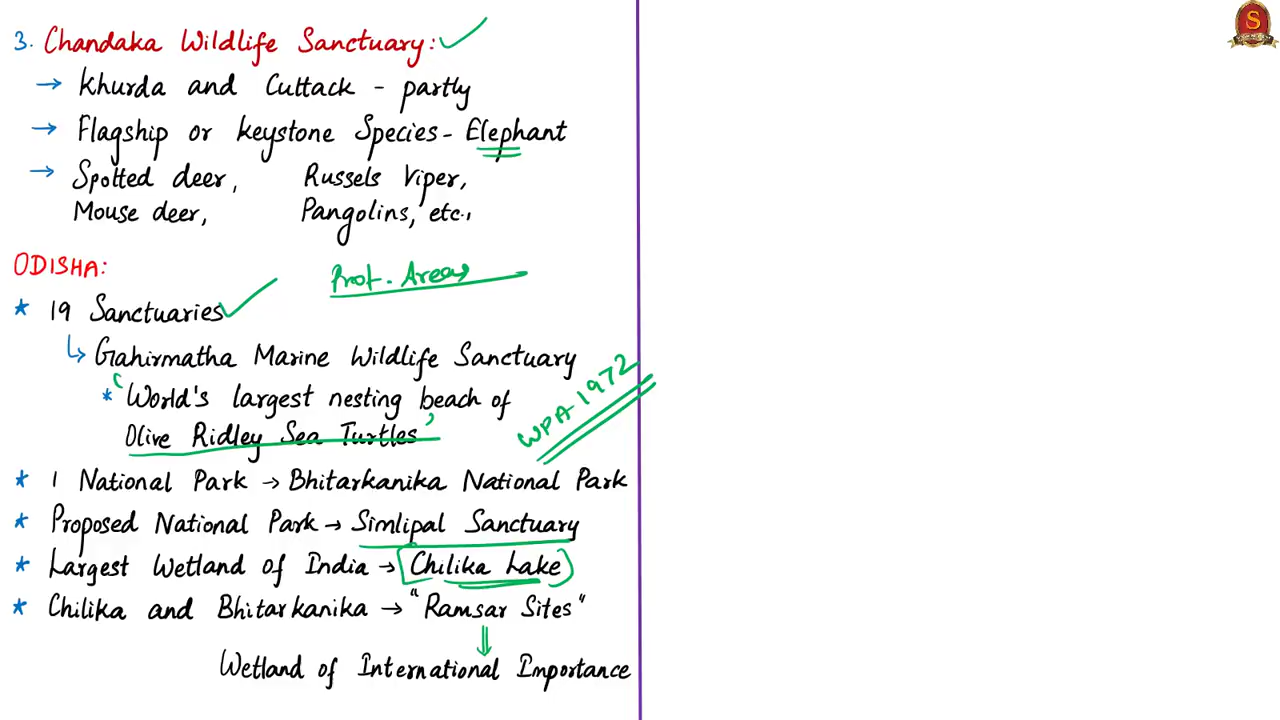 3. Chandaka Wildlife Sanctuary:
→ Khurda and Cuttack - partly
→ Flagship or Keystone Species - Elephant
→ Spotted deer, Russels Viper,
Mouse deer, Pangolins, etc.,
ODISHA:
Prot. Areas
* 19 Sanctuaries
↳ Gahirmatha Marine Wildlife Sanctuary
* "World's largest nesting beach of
Olive Ridley Sea Turtles"
WPA-1972
* 1 National Park → Bhitarkanika National Park
* Proposed National Park → Simlipal Sanctuary
* Largest Wetland of India → (Chilika Lake)
* Chilika and Bhitarkanika → "Ramsar Sites"
Wetland of International Importance
S